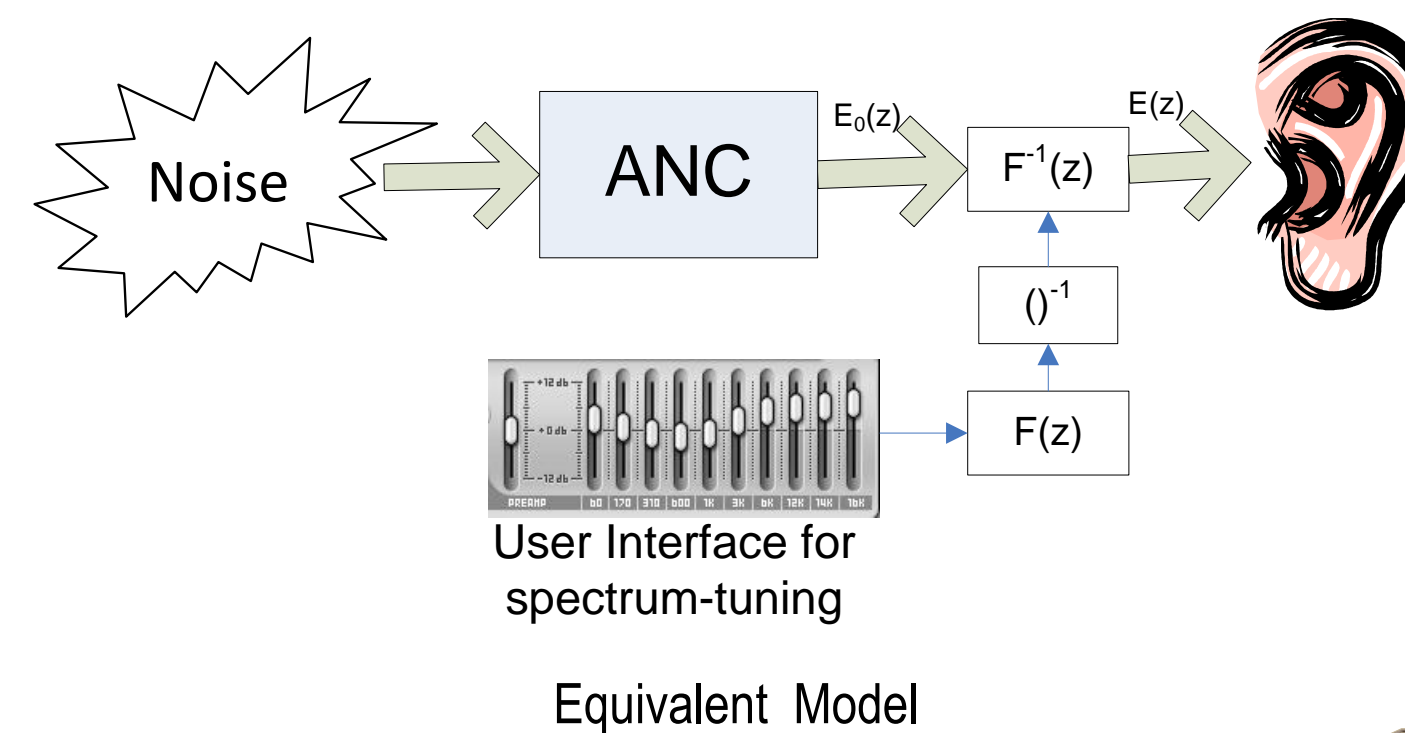 Noise
ANC
E₀(z)
F⁻¹(z)
E(z)
()⁻¹
F(z)
+12 db
+0 db
-12 db
PREAMP
60 170 310 600 1K 3K 6K 12K 14K 16K
User Interface for
spectrum-tuning
Equivalent Model